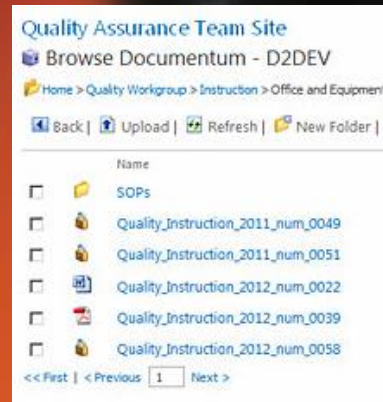 Quality Assurance Team Site
Browse Documentum - D2DEV
Home > Quality Workgroup > Instruction > Office and Equipment
Back | Upload | Refresh | New Folder |
Name
SOPs
Quality_Instruction_2011_num_0049
Quality_Instruction_2011_num_0051
Quality_Instruction_2012_num_0022
Quality_Instruction_2012_num_0039
Quality_Instruction_2012_num_0058
<< First | < Previous 1 Next >